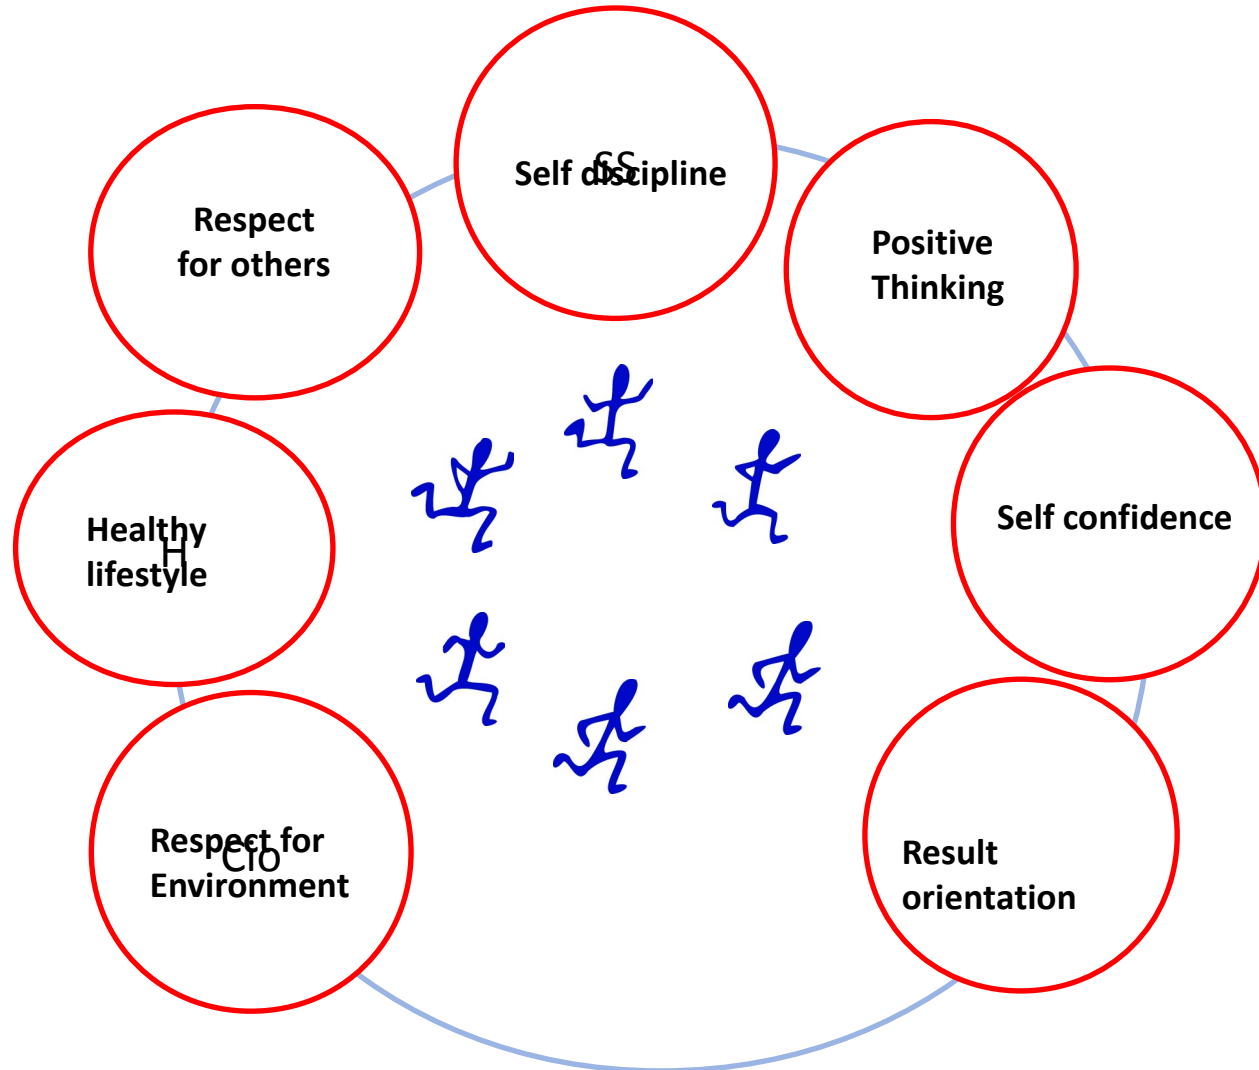 Self discipline
SS
Respect
for others
Positive
Thinking
Self confidence
Healthy
lifestyle
H
Respect for
Environment
Cio
Result
orientation